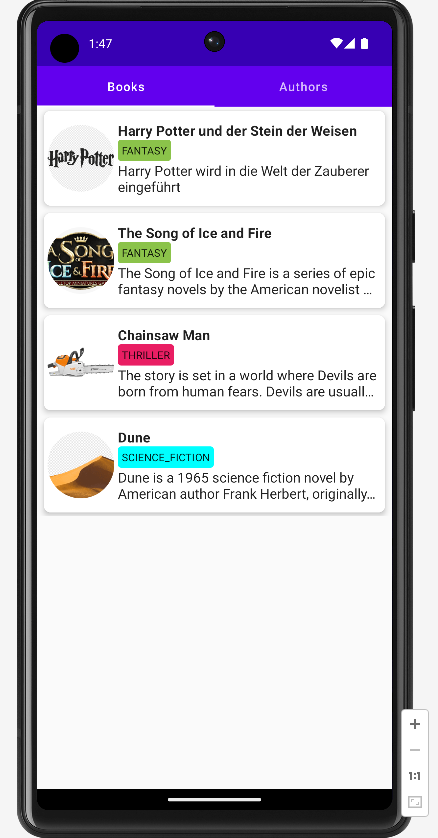 1:47
Books
Authors
Harry Potter
Harry Potter und der Stein der Weisen
FANTASY
Harry Potter wird in die Welt der Zauberer
eingeführt
A SONG
ICE & FIRE
The Song of Ice and Fire
FANTASY
The Song of Ice and Fire is a series of epic
fantasy novels by the American novelist ...
Chainsaw Man
THRILLER
The story is set in a world where Devils are
born from human fears. Devils are usuall...
Dune
SCIENCE_FICTION
Dune is a 1965 science fiction novel by
American author Frank Herbert, originally...
1:1